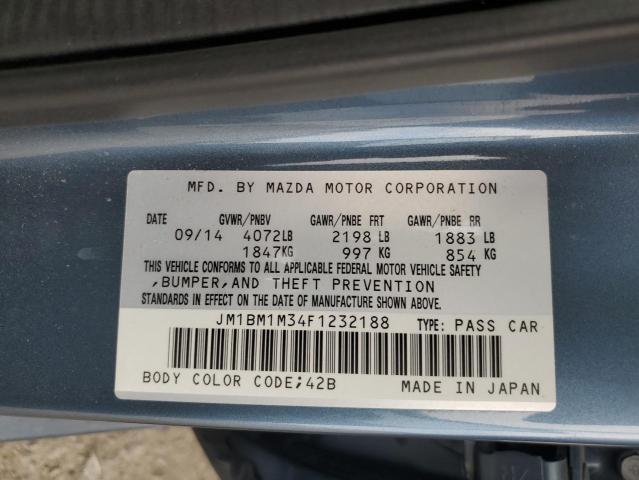 MFD. BY MAZDA MOTOR CORPORATION
DATE GVWR/PNBV GAWR/PNBE FRT GAWR/PNBE RR
09/14 4072LB 2198 LB 1883 LB
1847KG 997 KG 854 KG
THIS VEHICLE CONFORMS TO ALL APPLICABLE FEDERAL MOTOR VEHICLE SAFETY
,BUMPER,AND THEFT PREVENTION
STANDARDS IN EFFECT ON THE DATE OF MANUFACTURE SHOWN ABOVE.
JM1BM1M34F1232188 TYPE: PASS CAR
BODY COLOR CODE;42B MADE IN JAPAN